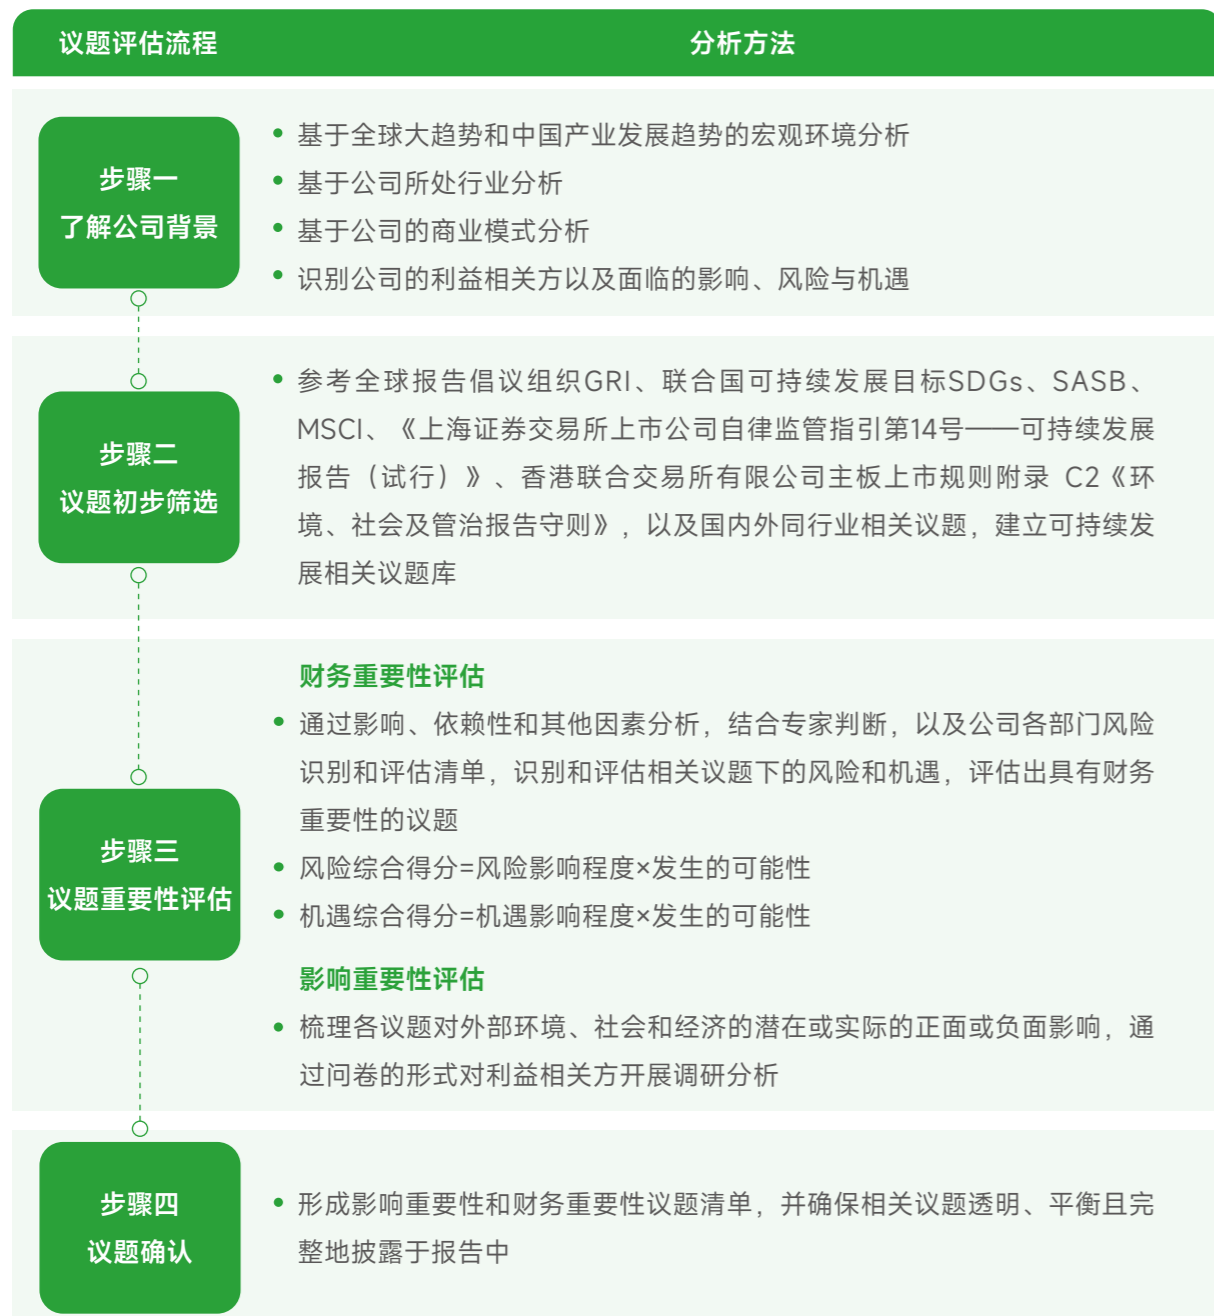 议题评估流程
分析方法
步骤一
了解公司背景
• 基于全球大趋势和中国产业发展趋势的宏观环境分析
• 基于公司所处行业分析
• 基于公司的商业模式分析
• 识别公司的利益相关方以及面临的影响、风险与机遇
步骤二
议题初步筛选
• 参考全球报告倡议组织GRI、联合国可持续发展目标SDGs、SASB、
MSCI、《上海证券交易所上市公司自律监管指引第14号——可持续发展
报告（试行）》、香港联合交易所有限公司主板上市规则附录 C2《环
境、社会及管治报告守则》，以及国内外同行业相关议题，建立可持续发
展相关议题库
步骤三
议题重要性评估
财务重要性评估
• 通过影响、依赖性和其他因素分析，结合专家判断，以及公司各部门风险
识别和评估清单，识别和评估相关议题下的风险和机遇，评估出具有财务
重要性的议题
• 风险综合得分=风险影响程度×发生的可能性
• 机遇综合得分=机遇影响程度×发生的可能性
影响重要性评估
• 梳理各议题对外部环境、社会和经济的潜在或实际的正面或负面影响，通
过问卷的形式对利益相关方开展调研分析
步骤四
议题确认
• 形成影响重要性和财务重要性议题清单，并确保相关议题透明、平衡且完
整地披露于报告中